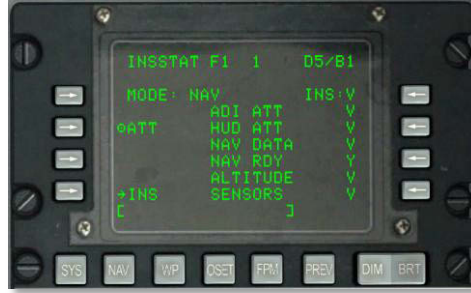 INSSTAT F1 1 D5/B1
MODE: NAV INS:V
ADI ATT V
⊙ATT HUD ATT V
NAV DATA V
NAV RDY Y
ALTITUDE V
→INS SENSORS V
[ ]
SYS NAV WP OSET FPM PREV DIM BRT